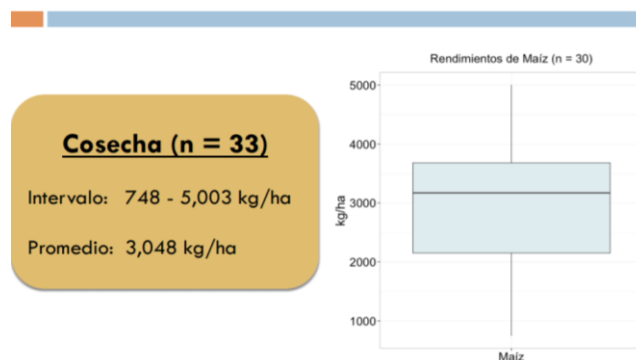 Cosecha (n = 33)
Intervalo: 748 - 5,003 kg/ha
Promedio: 3,048 kg/ha
Rendimientos de Maíz (n = 30)
kg/ha
5000
4000
3000
2000
1000
Maíz